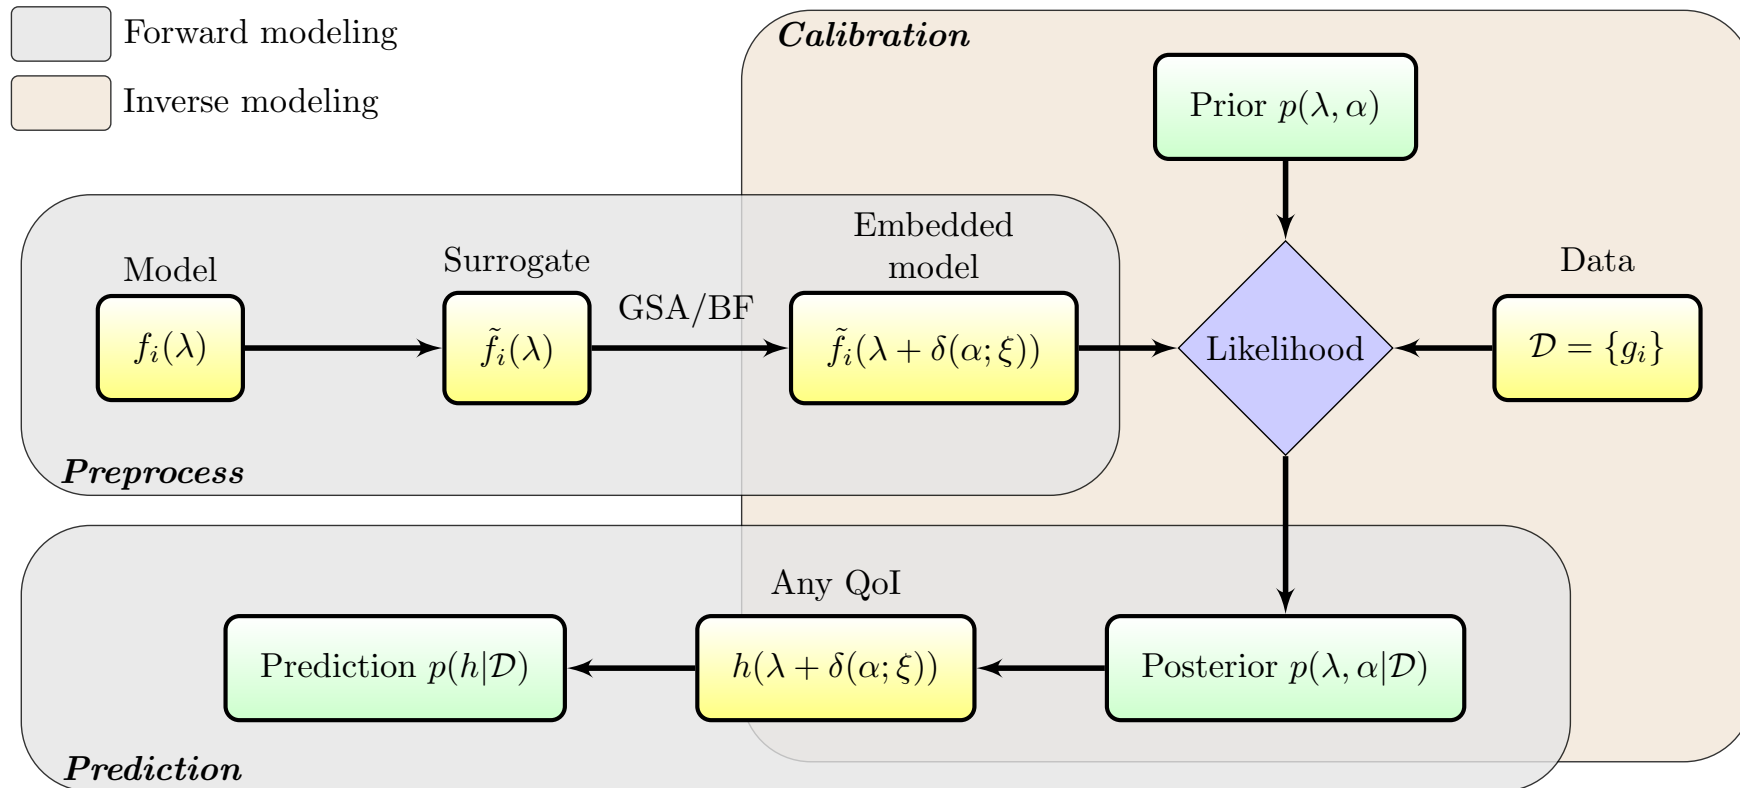 Forward modeling
Inverse modeling
Calibration
Prior p(λ, α)
Model
f_i(λ)
Surrogate
f̃_i(λ)
GSA/BF
Embedded
model
f̃_i(λ + δ(α; ξ))
Likelihood
Data
𝒟 = {g_i}
Preprocess
Any QoI
Prediction p(h|𝒟)
h(λ + δ(α; ξ))
Posterior p(λ, α|𝒟)
Prediction